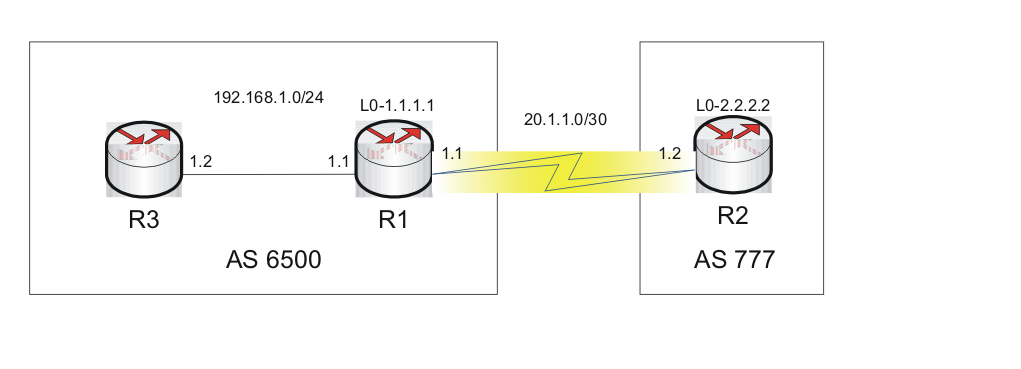 192.168.1.0/24
L0-1.1.1.1
20.1.1.0/30
L0-2.2.2.2
1.2
1.1
1.1
1.2
R3
R1
R2
AS 6500
AS 777